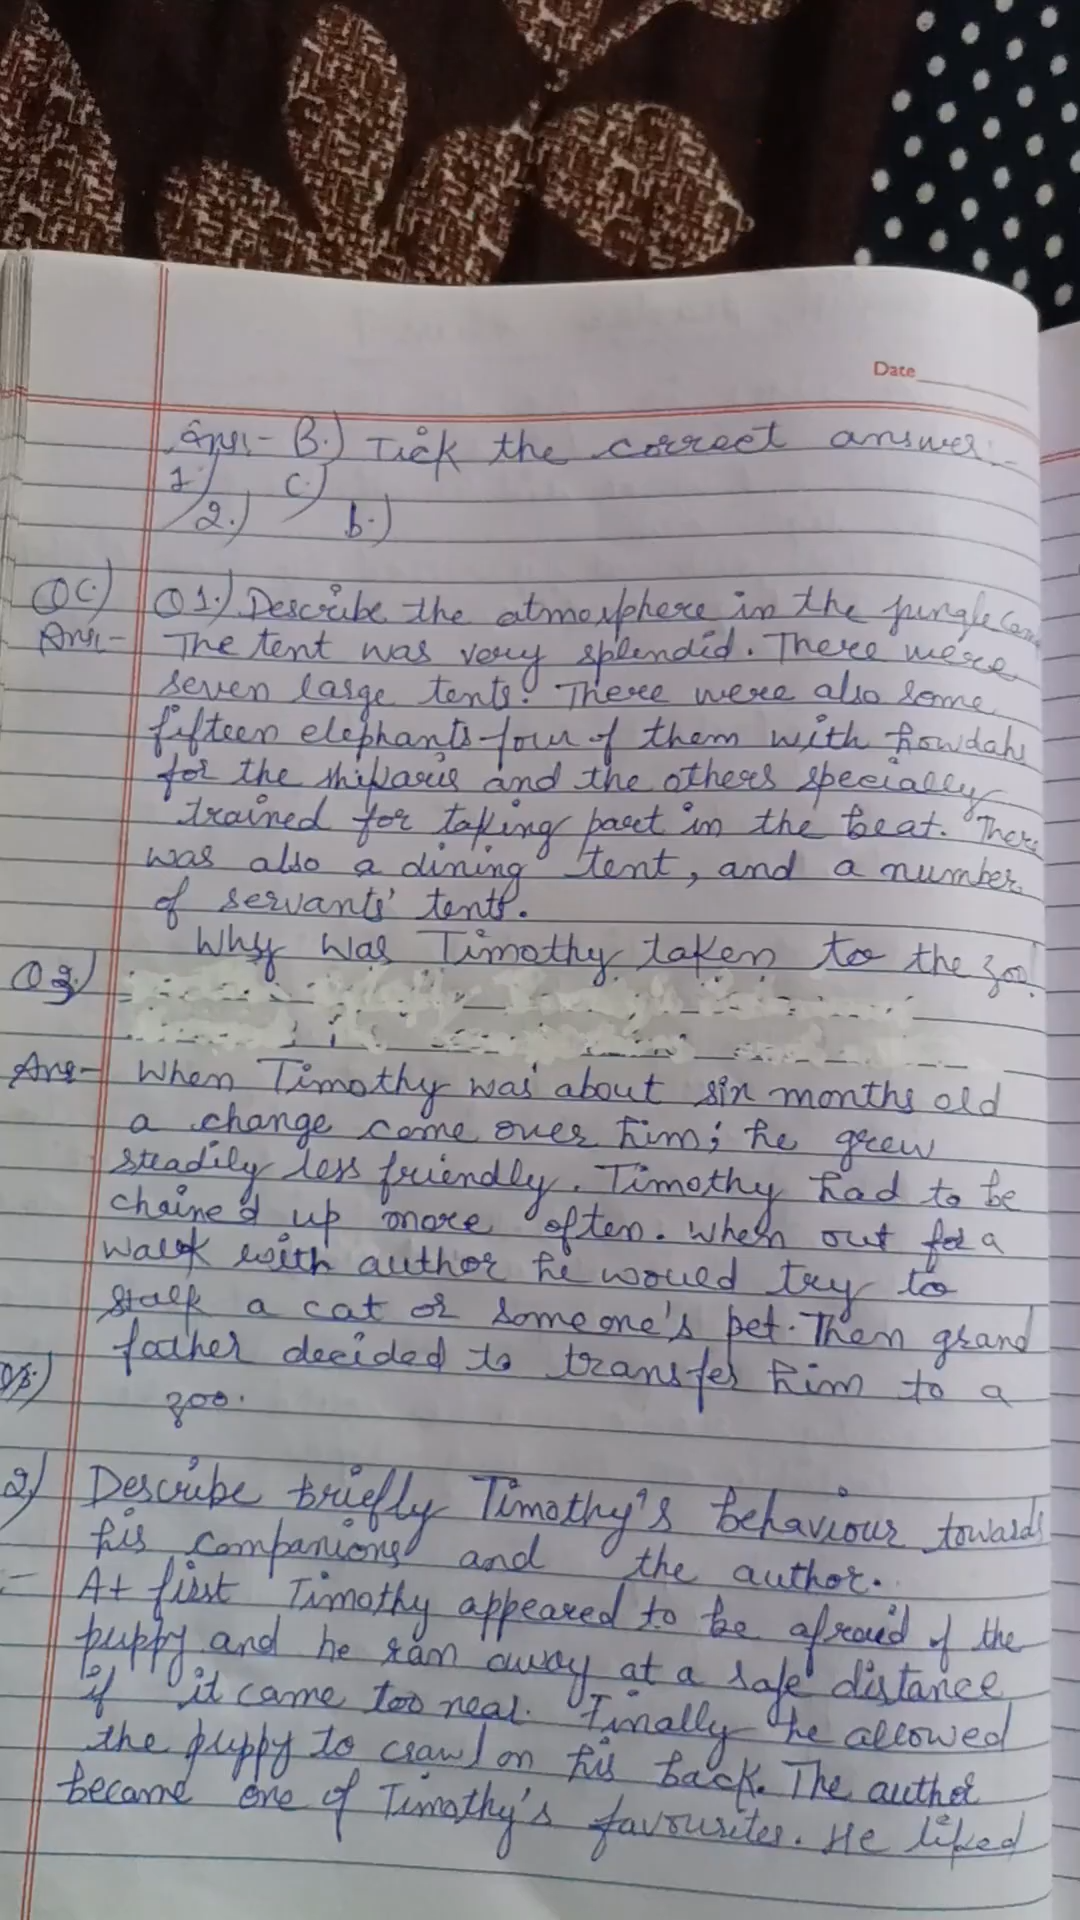 Date
Ans:- B.) Tick the correct answer:-
1.) c.)
2.) b.)
Q C.) Q 1.) Describe the atmosphere in the jungle
Ans:- The tent was very splendid. There were
seven large tents. There were also some
fifteen elephants-four of them with howdah
for the shikaris and the others specially
trained for taking part in the beat. There
was also a dining tent, and a number
of servants' tents.
Why was Timothy taken to the zoo.
Q 3.)
Ans- When Timothy was about six months old
a change came over him; he grew
steadily less friendly. Timothy had to be
chained up more often. When out for a
walk with author he would try to
stalk a cat or someone's pet. Then grand
father decided to transfer him to a
zoo.
2) Describe briefly Timothy's behaviour towards
his companions and the author.
- At first Timothy appeared to be afraid of the
puppy and he ran away at a safe distance
if it came too near. Finally he allowed
the puppy to crawl on his back. The author
became one of Timothy's favourites. He liked